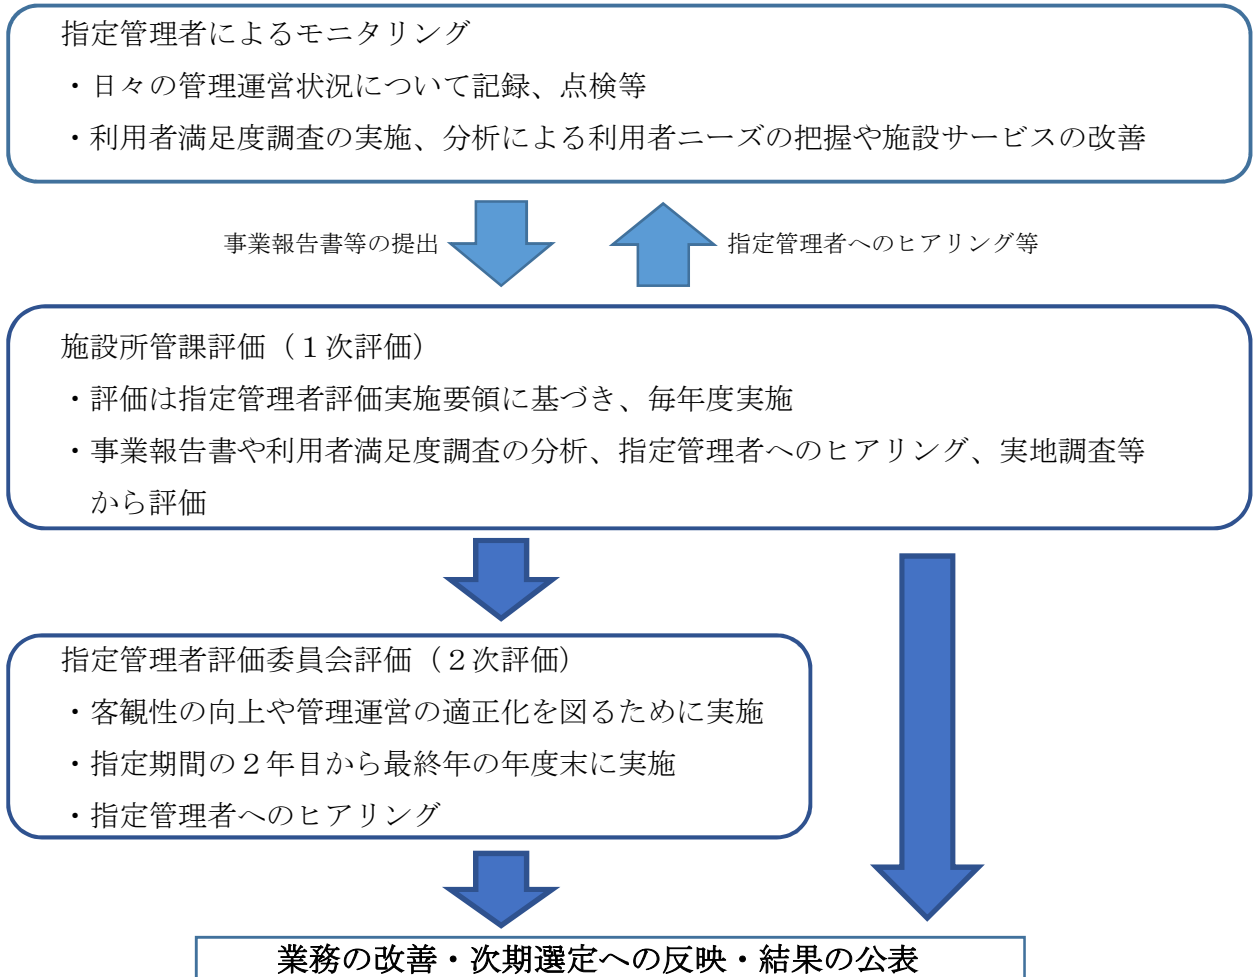 指定管理者によるモニタリング
・日々の管理運営状況について記録、点検等
・利用者満足度調査の実施、分析による利用者ニーズの把握や施設サービスの改善
事業報告書等の提出
指定管理者へのヒアリング等
施設所管課評価（１次評価）
・評価は指定管理者評価実施要領に基づき、毎年度実施
・事業報告書や利用者満足度調査の分析、指定管理者へのヒアリング、実地調査等
から評価
指定管理者評価委員会評価（２次評価）
・客観性の向上や管理運営の適正化を図るために実施
・指定期間の２年目から最終年の年度末に実施
・指定管理者へのヒアリング
業務の改善・次期選定への反映・結果の公表